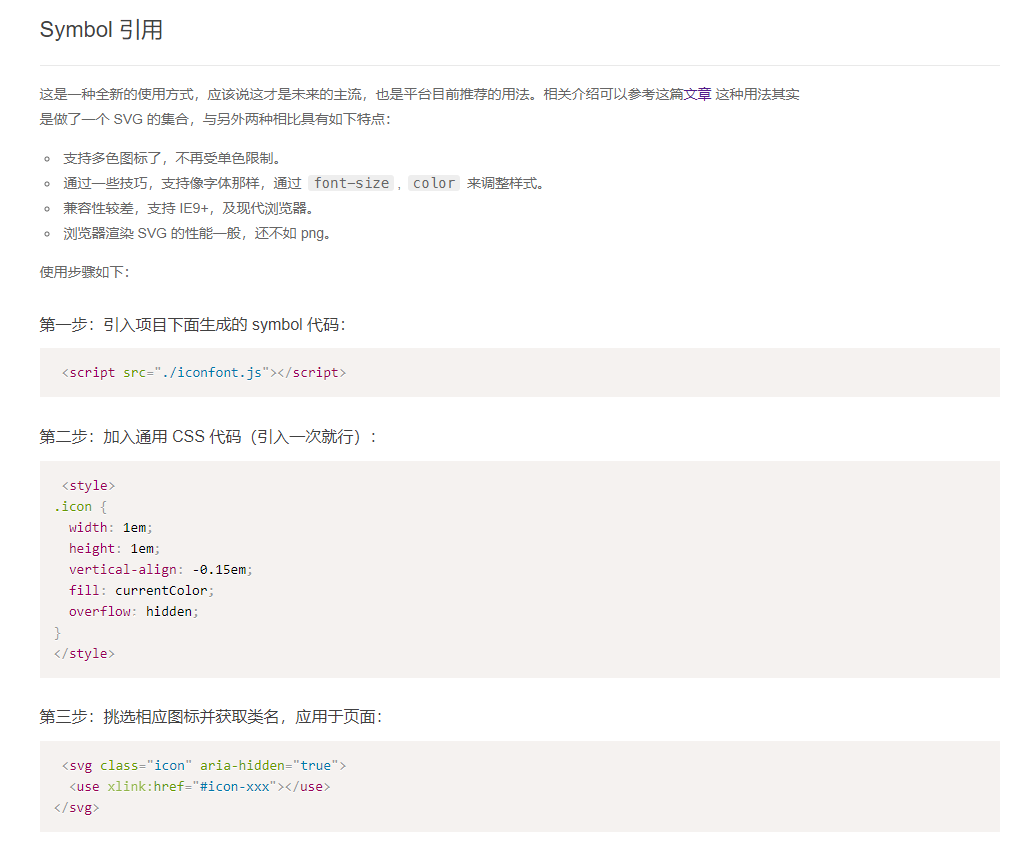 Symbol 引用
这是一种全新的使用方式，应该说这才是未来的主流，也是平台目前推荐的用法。相关介绍可以参考这篇文章 这种用法其实
是做了一个 SVG 的集合，与另外两种相比具有如下特点：
支持多色图标了，不再受单色限制。
通过一些技巧，支持像字体那样，通过 font-size , color 来调整样式。
兼容性较差，支持 IE9+，及现代浏览器。
浏览器渲染 SVG 的性能一般，还不如 png。
使用步骤如下：
第一步：引入项目下面生成的 symbol 代码：
<script src="./iconfont.js"></script>
第二步：加入通用 CSS 代码（引入一次就行）：
<style>
.icon {
  width: 1em;
  height: 1em;
  vertical-align: -0.15em;
  fill: currentColor;
  overflow: hidden;
}
</style>
第三步：挑选相应图标并获取类名，应用于页面：
<svg class="icon" aria-hidden="true">
  <use xlink:href="#icon-xxx"></use>
</svg>